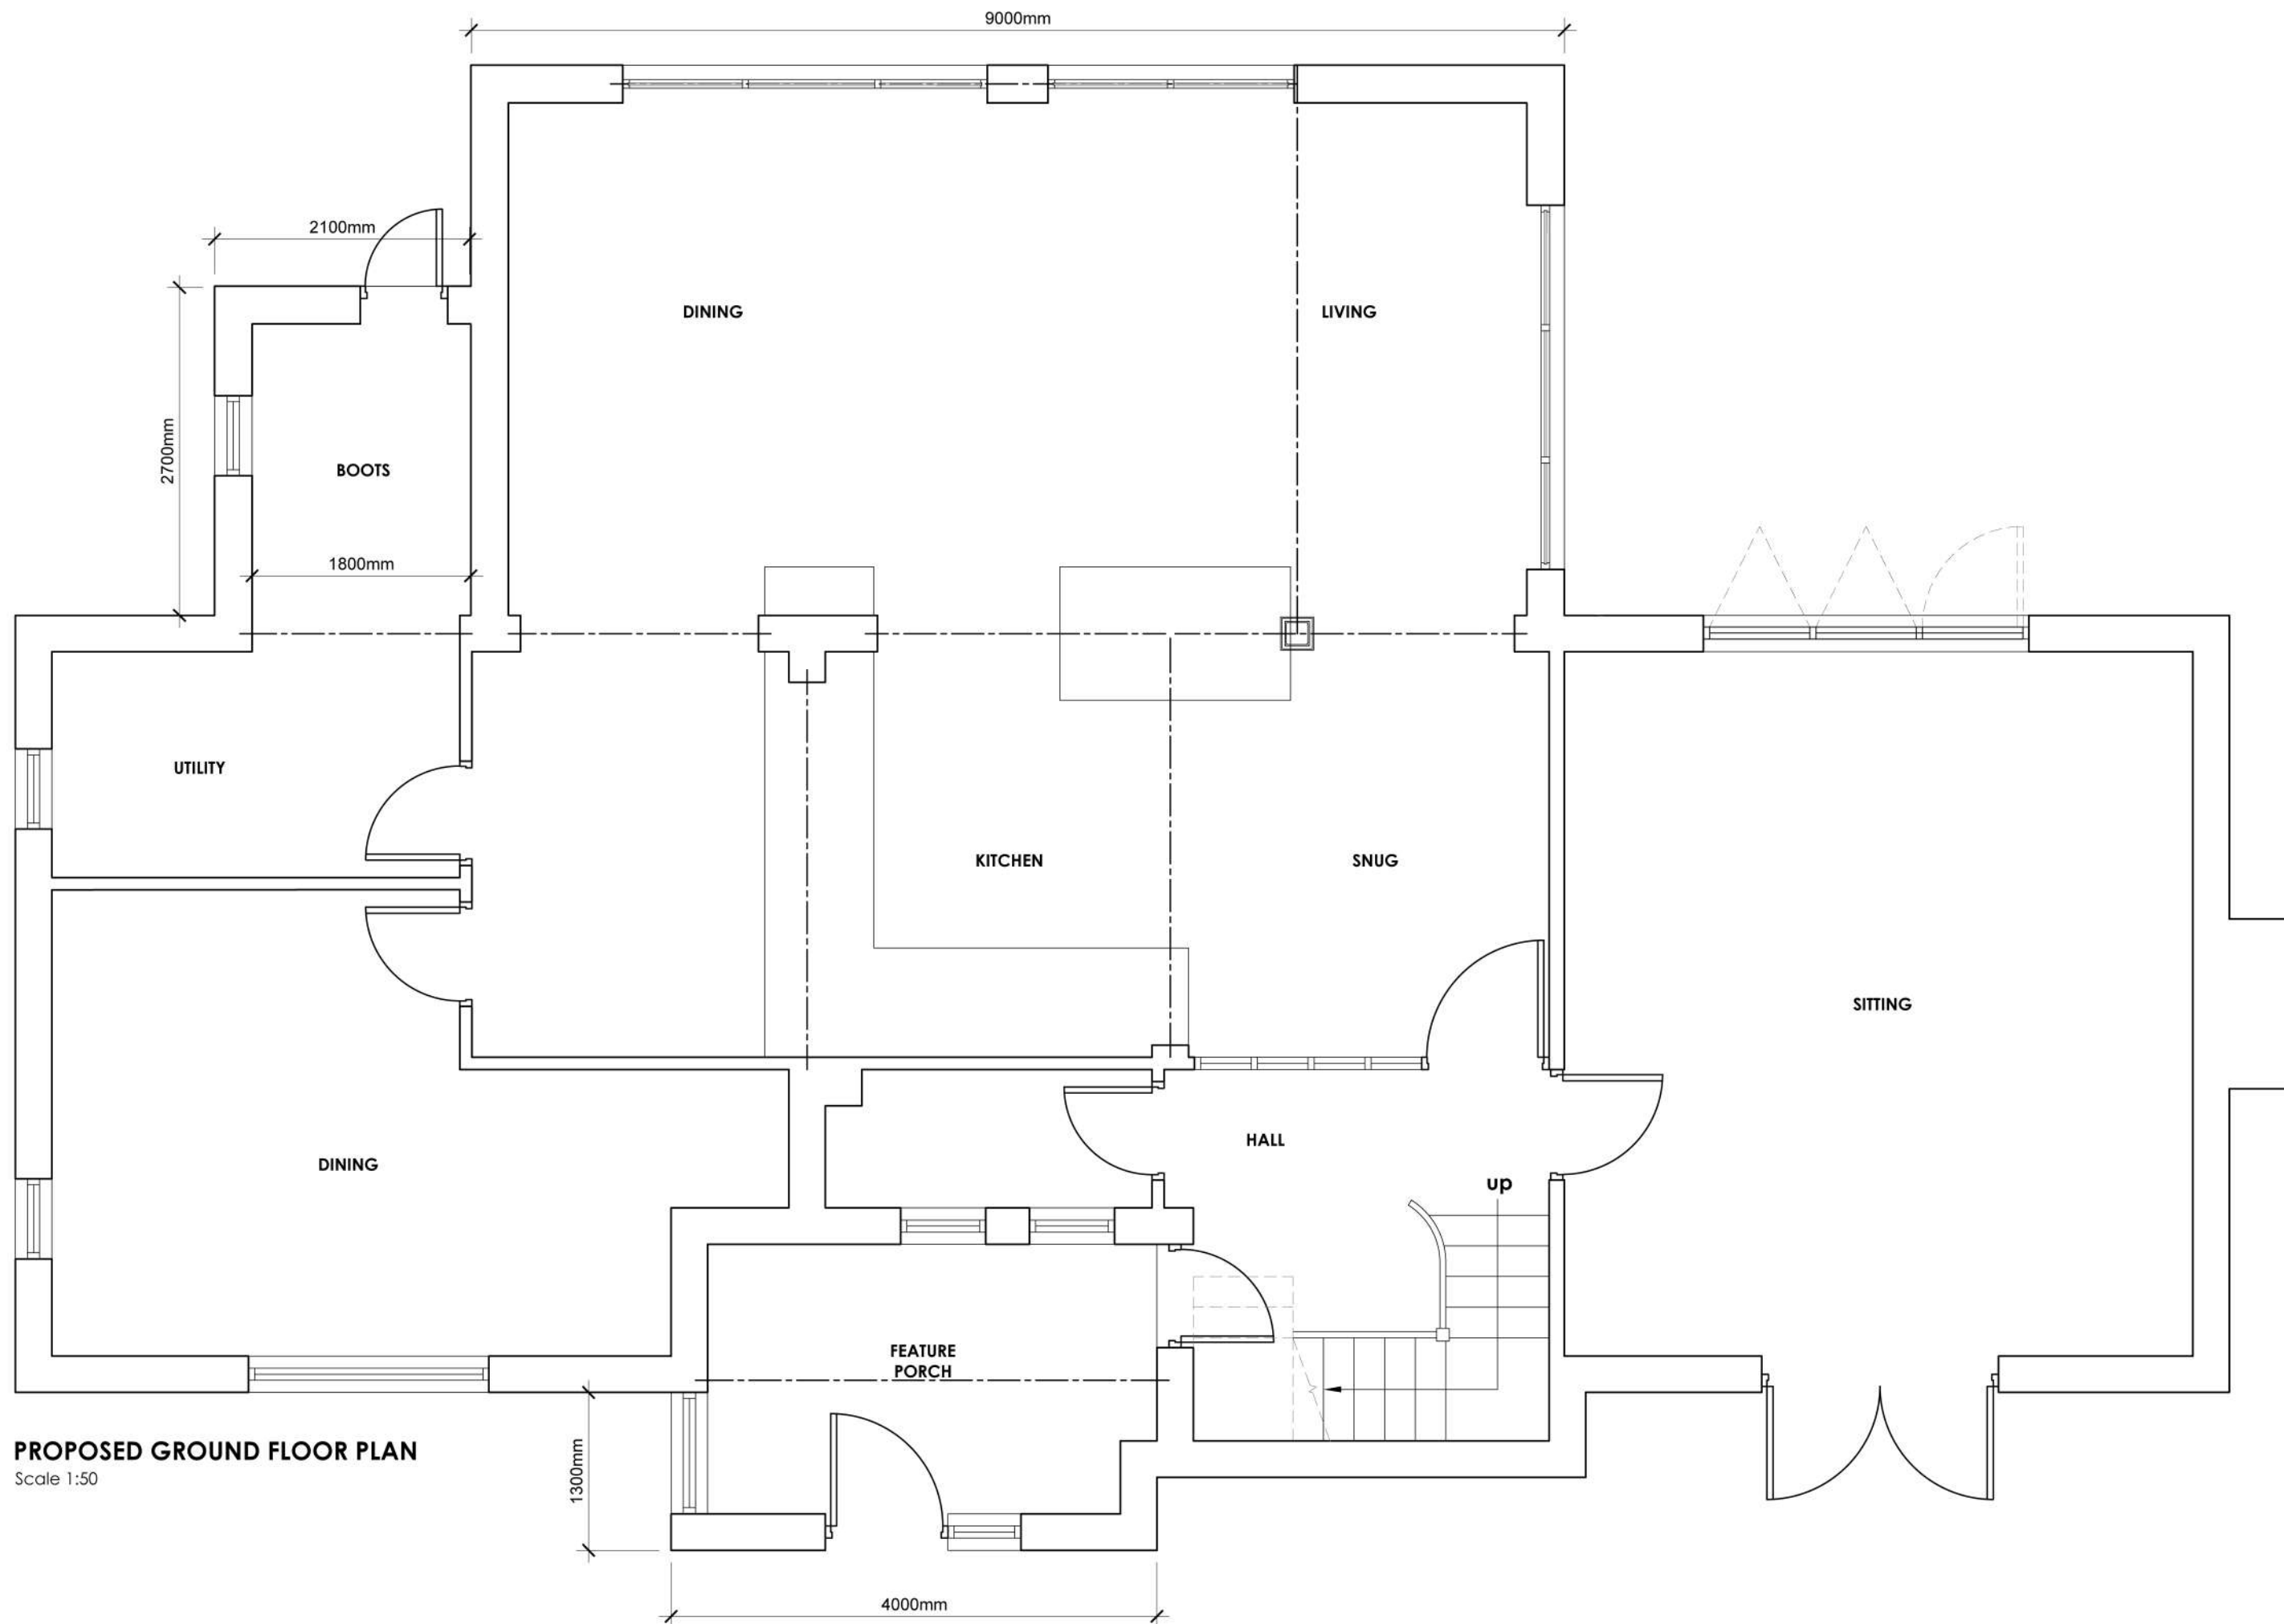 9000mm
2100mm
DINING
LIVING
2700mm
BOOTS
1800mm
UTILITY
KITCHEN
SNUG
SITTING
HALL
DINING
up
FEATURE
PORCH
PROPOSED GROUND FLOOR PLAN
Scale 1:50
1300mm
4000mm